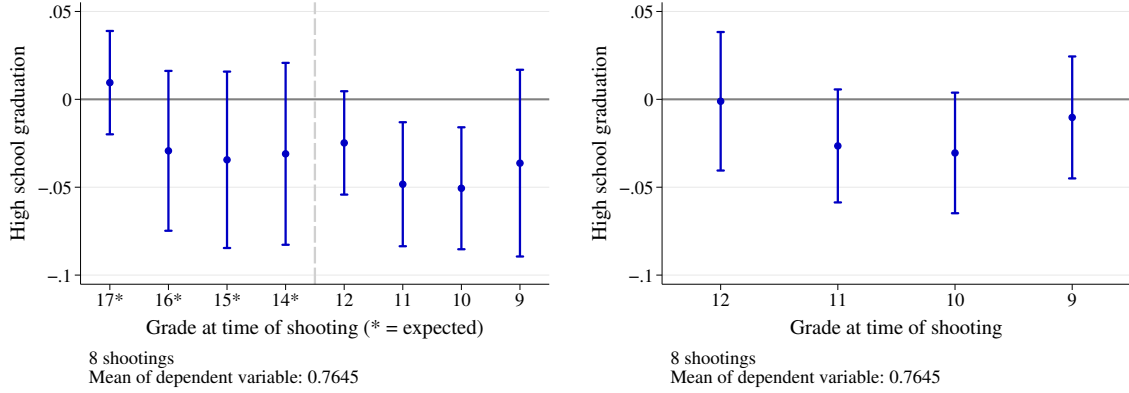 High school graduation
.05
0
−.05
−.1
17* 16* 15* 14* 12 11 10 9
Grade at time of shooting (* = expected)
8 shootings
Mean of dependent variable: 0.7645
High school graduation
.05
0
−.05
−.1
12 11 10 9
Grade at time of shooting
8 shootings
Mean of dependent variable: 0.7645